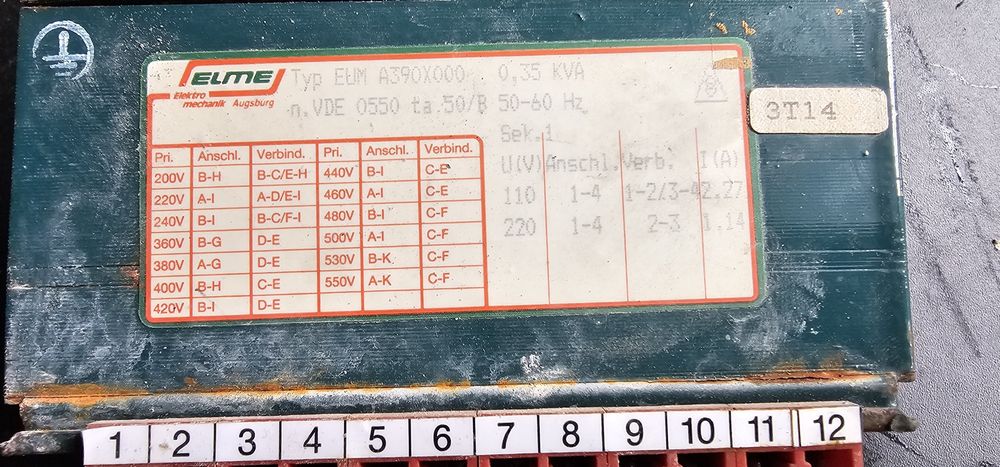 ELME
Elektro
mechanik Augsburg
Typ EUM A390X000 0,35 KVA
n.VDE 0550 ta 50/B 50-60 Hz
3T14
Sek.1
U(V) Anschl. Verb. I(A)
110 1-4 1-2/3-4 2,27
220 1-4 2-3 1,14
Pri. Anschl. Verbind. Pri. Anschl. Verbind.
200V B-H B-C/E-H 440V B-I C-E
220V A-I A-D/E-I 460V A-I C-E
240V B-I B-C/F-I 480V B-I C-F
360V B-G D-E 500V A-I C-F
380V A-G D-E 530V B-K C-F
400V B-H C-E 550V A-K C-F
420V B-I D-E
1 2 3 4 5 6 7 8 9 10 11 12